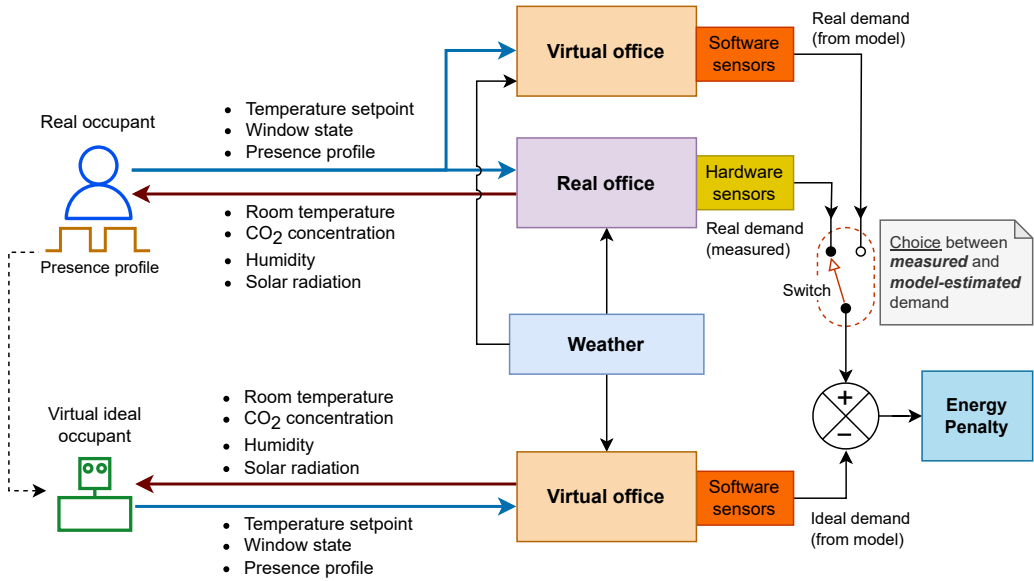 Real demand
(from model)
Virtual office
Software
sensors
Real occupant
• Temperature setpoint
• Window state
• Presence profile
Real office
Hardware
sensors
• Room temperature
• CO2 concentration
• Humidity
• Solar radiation
Presence profile
Real demand
(measured)
Choice between
measured and
model-estimated
demand
Switch
Weather
Virtual ideal
occupant
• Room temperature
• CO2 concentration
• Humidity
• Solar radiation
+
−
Energy
Penalty
Virtual office
Software
sensors
• Temperature setpoint
• Window state
• Presence profile
Ideal demand
(from model)